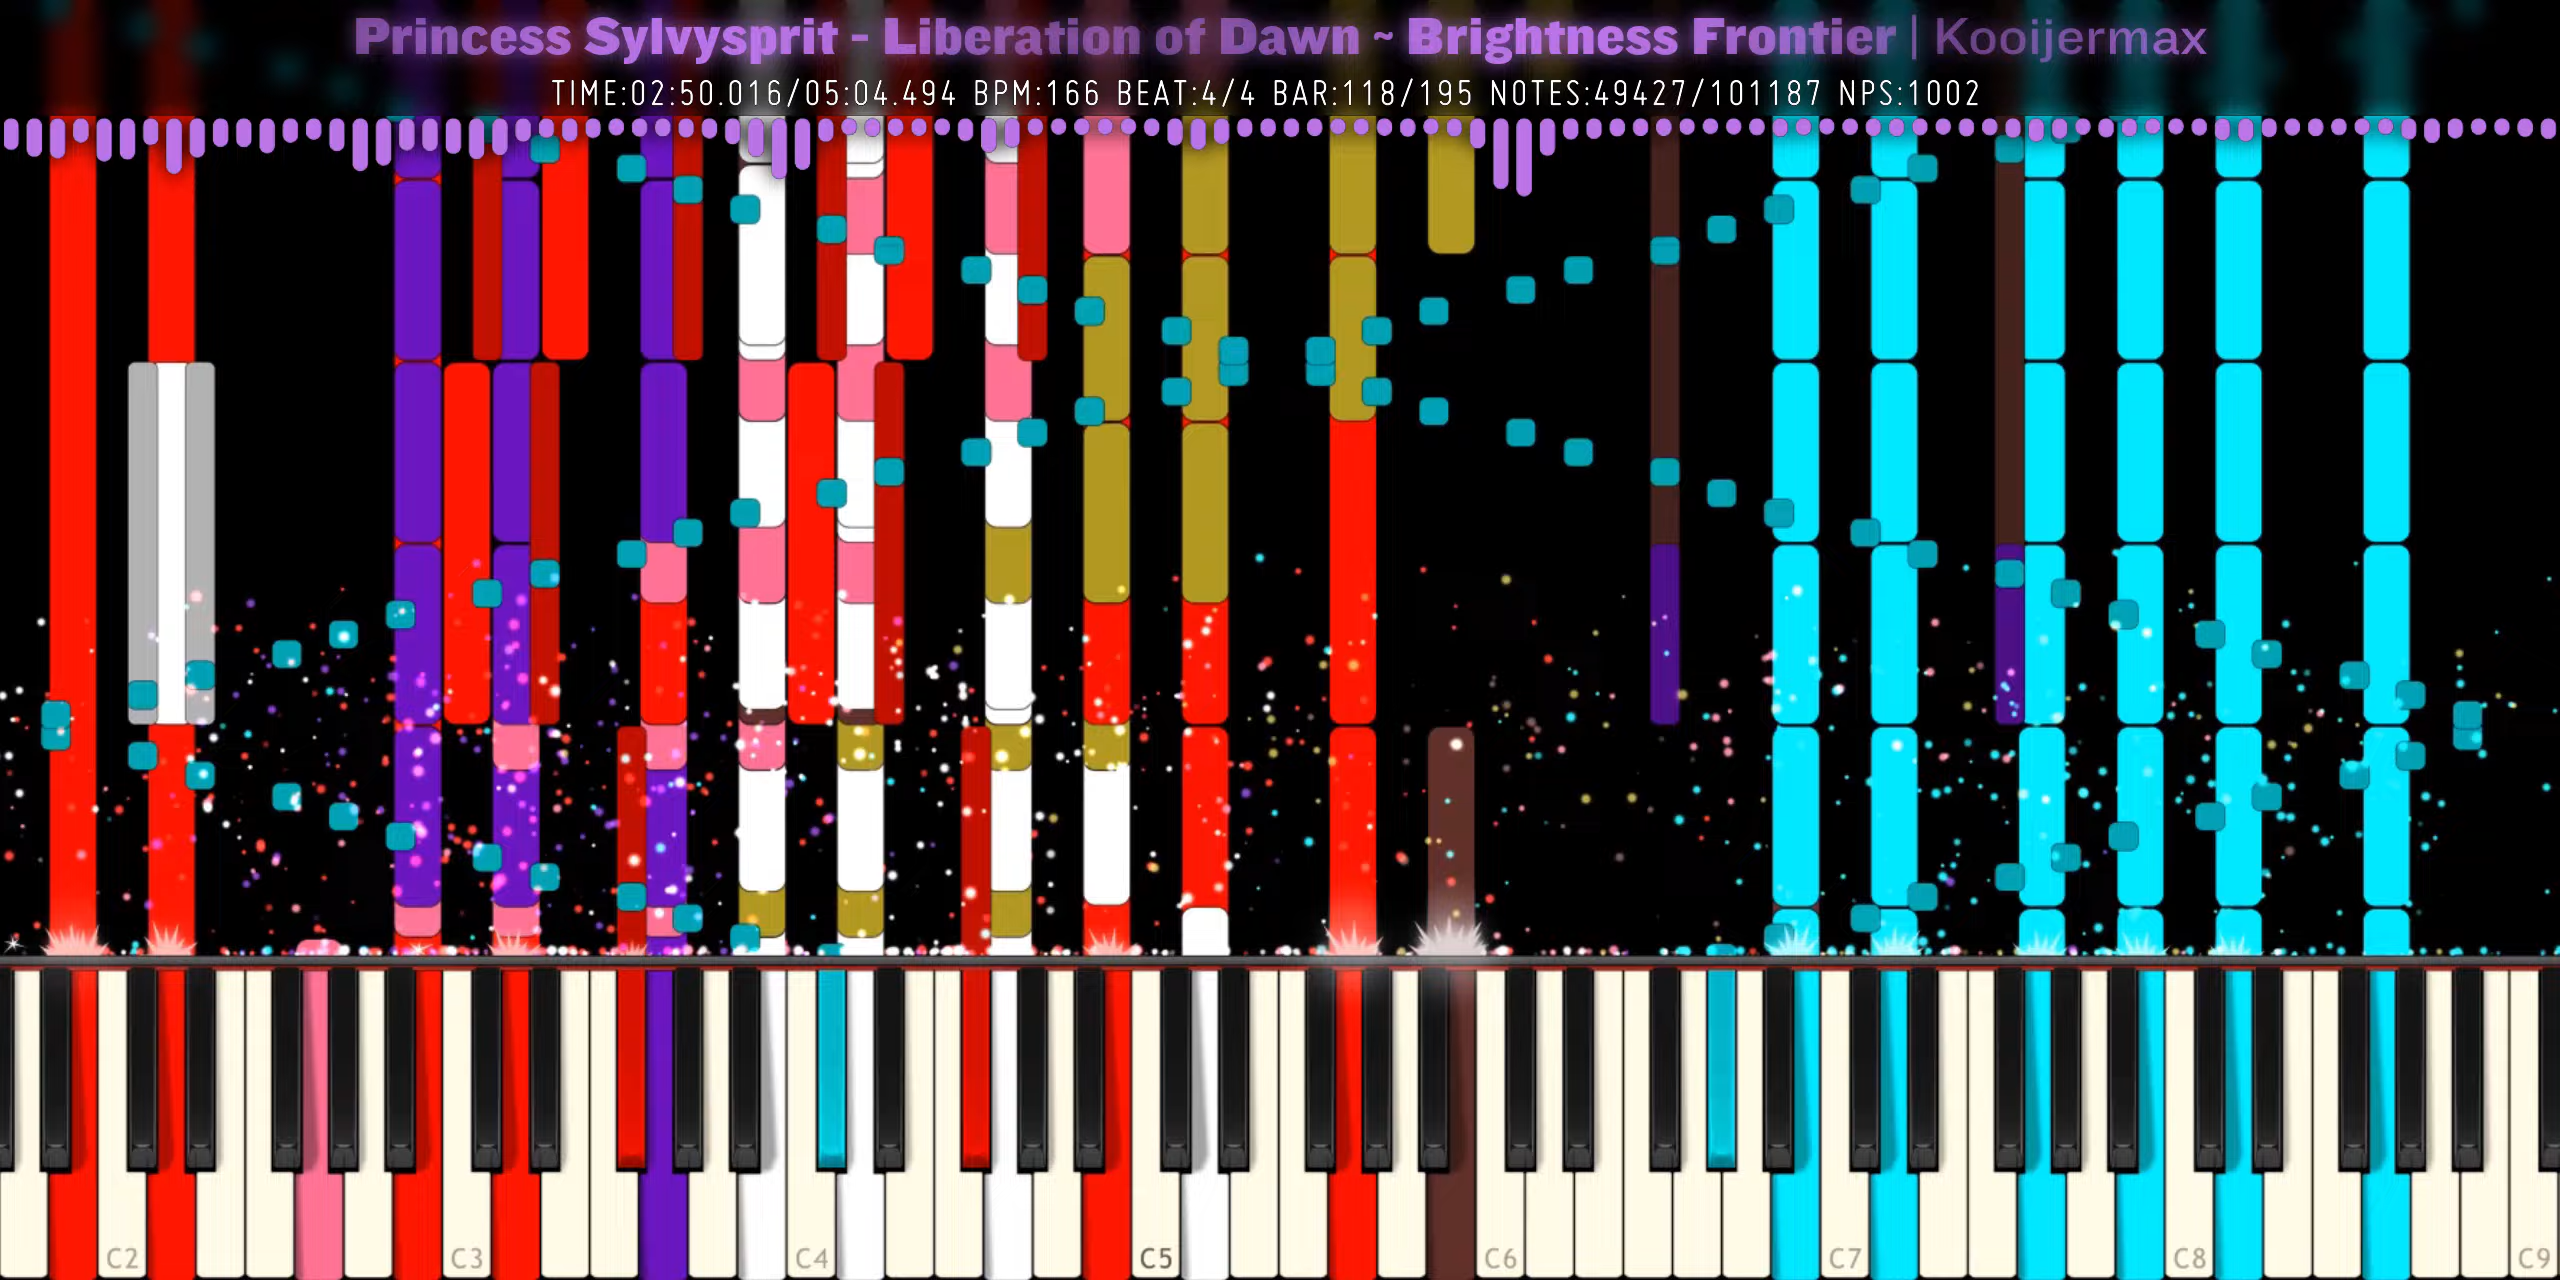 Princess Sylvysprit - Liberation of Dawn ~ Brightness Frontier | Kooijermax
TIME:02:50.016/05:04.494 BPM:166 BEAT:4/4 BAR:118/195 NOTES:49427/101187 NPS:1002
C2 C3 C4 C5 C6 C7 C8 C9